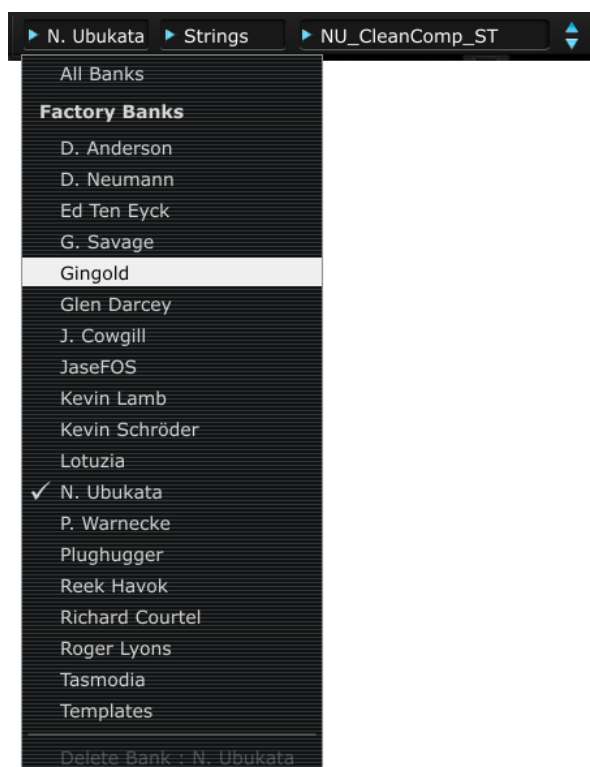 N. Ubukata Strings NU_CleanComp_ST
All Banks
Factory Banks
D. Anderson
D. Neumann
Ed Ten Eyck
G. Savage
Gingold
Glen Darcey
J. Cowgill
JaseFOS
Kevin Lamb
Kevin Schröder
Lotuzia
N. Ubukata
P. Warnecke
Plughugger
Reek Havok
Richard Courtel
Roger Lyons
Tasmodia
Templates
Delete Bank : N. Ubukata